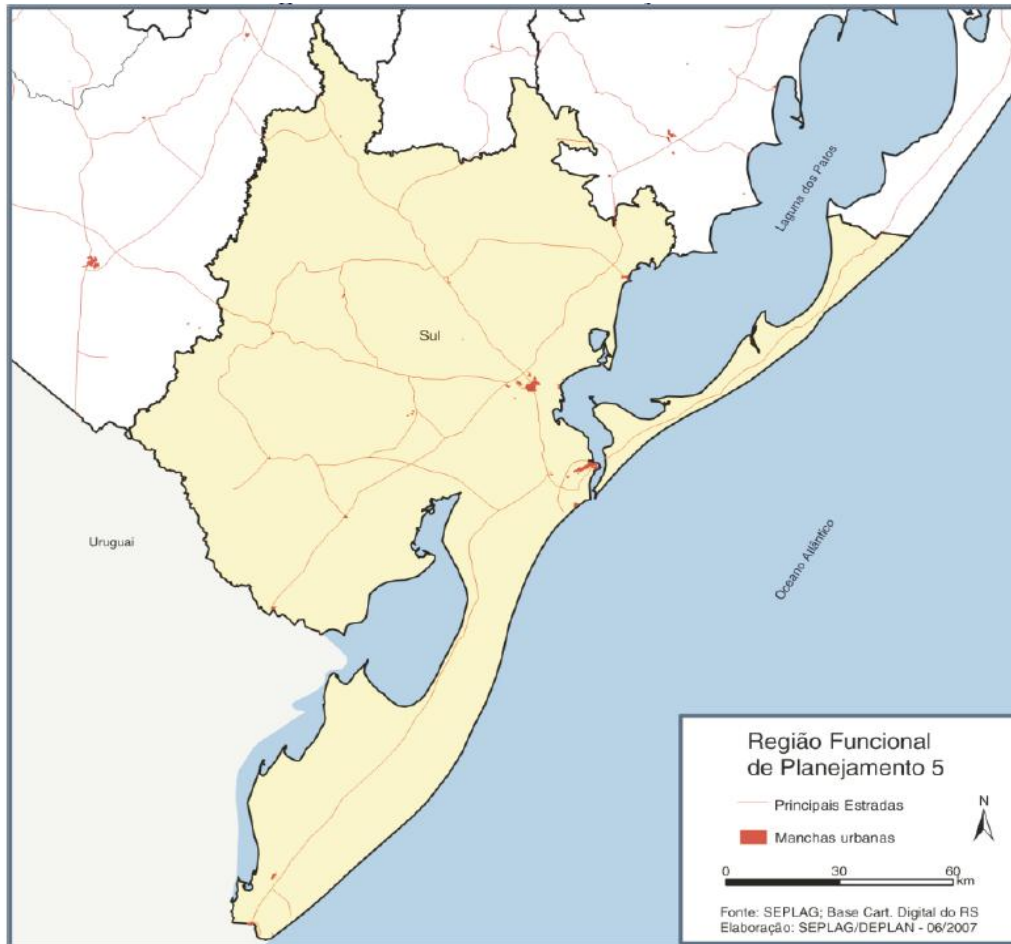 Laguna dos Patos
Sul
Uruguai
Oceano Atlântico
Região Funcional
de Planejamento 5
Principais Estradas
N
Manchas urbanas
0 30 60
km
Fonte: SEPLAG; Base Cart. Digital do RS
Elaboração: SEPLAG/DEPLAN - 06/2007